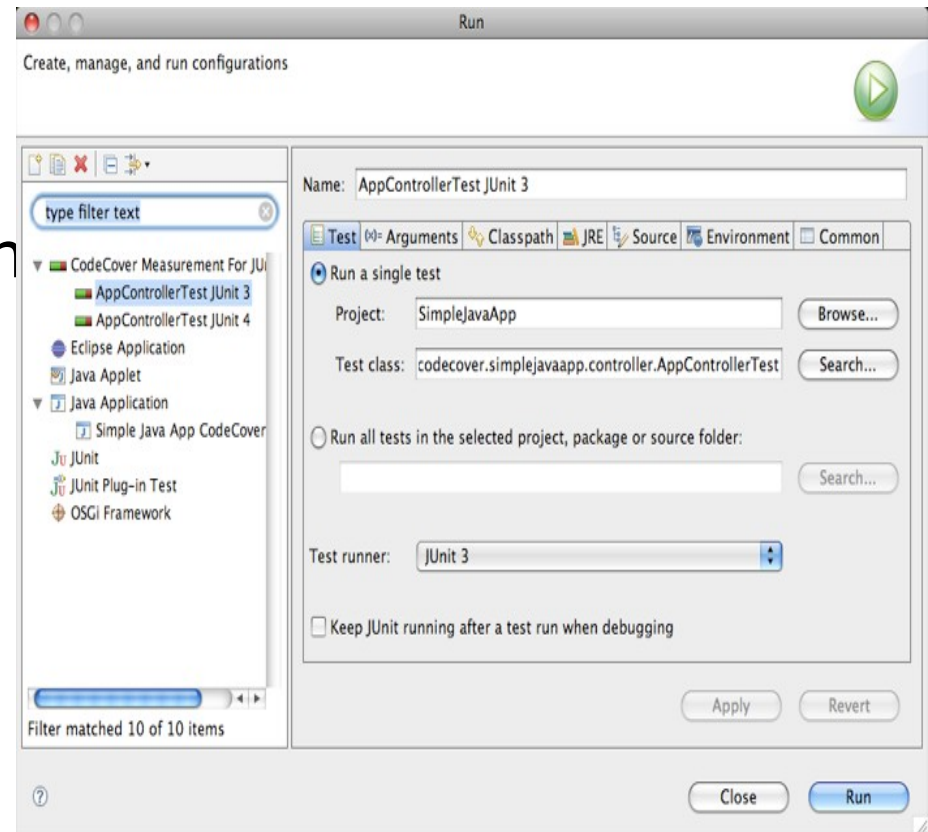 Run
Create, manage, and run configurations
type filter text
CodeCover Measurement For JU
AppControllerTest JUnit 3
AppControllerTest JUnit 4
Eclipse Application
Java Applet
Java Application
Simple Java App CodeCover
JUnit
JUnit Plug-in Test
OSGi Framework
Filter matched 10 of 10 items
Name: AppControllerTest JUnit 3
Test (x)= Arguments Classpath JRE Source Environment Common
Run a single test
Project: SimpleJavaApp Browse...
Test class: codecover.simplejavaapp.controller.AppControllerTest Search...
Run all tests in the selected project, package or source folder:
Search...
Test runner: JUnit 3
Keep JUnit running after a test run when debugging
Apply Revert
Close Run